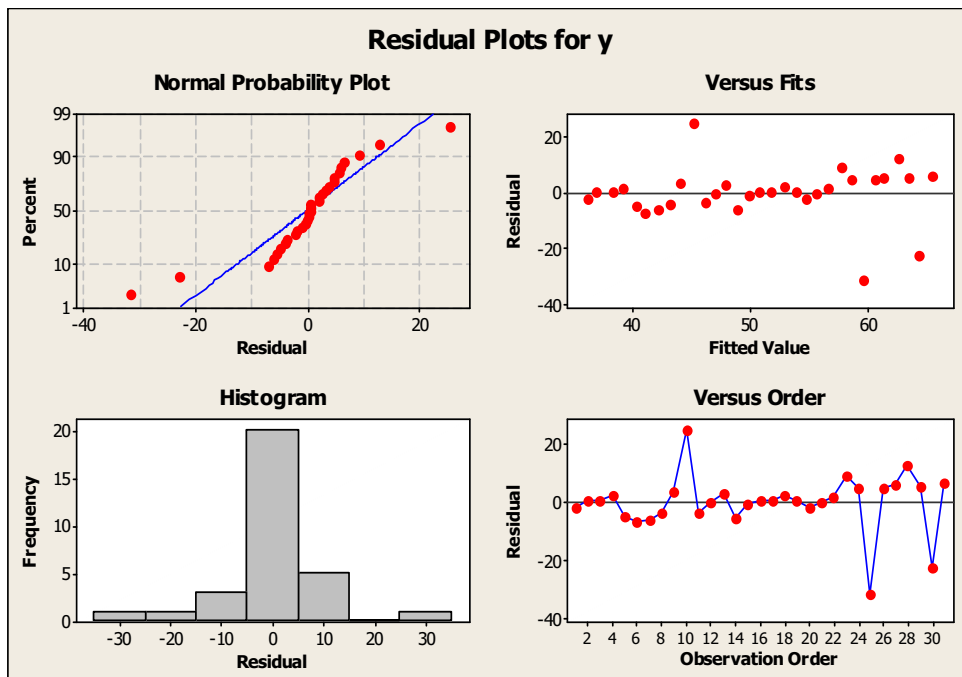 Residual Plots for y
Normal Probability Plot
99
90
50
10
1
Percent
-40 -20 0 20
Residual
Versus Fits
20
0
-20
-40
Residual
40 50 60
Fitted Value
Histogram
20
15
10
5
0
Frequency
-30 -20 -10 0 10 20 30
Residual
Versus Order
20
0
-20
-40
Residual
2 4 6 8 10 12 14 16 18 20 22 24 26 28 30
Observation Order